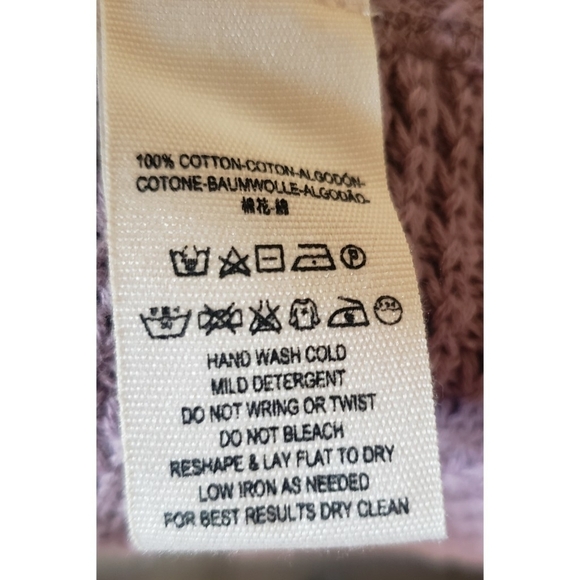 100% COTTON-COTON-ALGODÓN-
COTONE-BAUMWOLLE-ALGODÃO-
棉花-綿
P
HAND WASH COLD
MILD DETERGENT
DO NOT WRING OR TWIST
DO NOT BLEACH
RESHAPE & LAY FLAT TO DRY
LOW IRON AS NEEDED
FOR BEST RESULTS DRY CLEAN